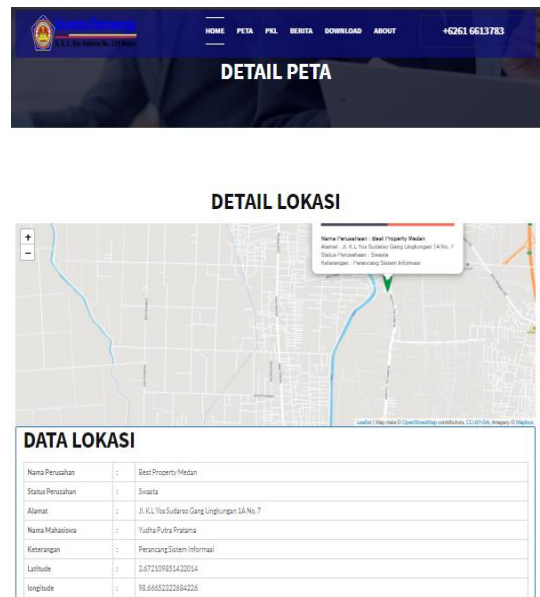 HOME PETA PKL BERITA DOWNLOAD ABOUT +6261 6613783
DETAIL PETA
DETAIL LOKASI
+
−
Nama Perusahaan : Best Property Medan
Alamat : Jl. K.L Yos Sudarso Gang Lingkungan 1A No. 7
Status Perusahaan : Swasta
Keterangan : Perancang Sistem Informasi
Leaflet | Map data © OpenStreetMap contributors, CC-BY-SA, Imagery © Mapbox
DATA LOKASI
Nama Perusahan : Best Property Medan
Status Perusahan : Swasta
Alamat : Jl. K.L Yos Sudarso Gang Lingkungan 1A No. 7
Nama Mahasiswa : Yudha Putra Pratama
Keterangan : Perancang Sistem Informasi
Latitude : 3.672109851432014
longitude : 98.66652322684226